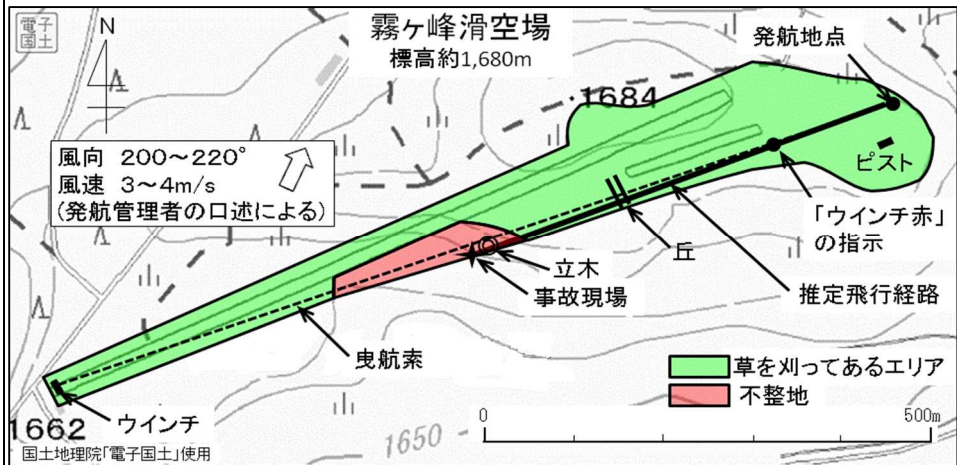 電子
国土
N
霧ヶ峰滑空場
標高約1,680m
発航地点
1684
風向 200～220°
風速 3～4m/s
(発航管理者の口述による)
ピスト
「ウインチ赤」
の指示
丘
立木
事故現場
推定飛行経路
曳航索
草を刈ってあるエリア
不整地
ウインチ
0
500m
1662
1650
国土地理院「電子国土」使用